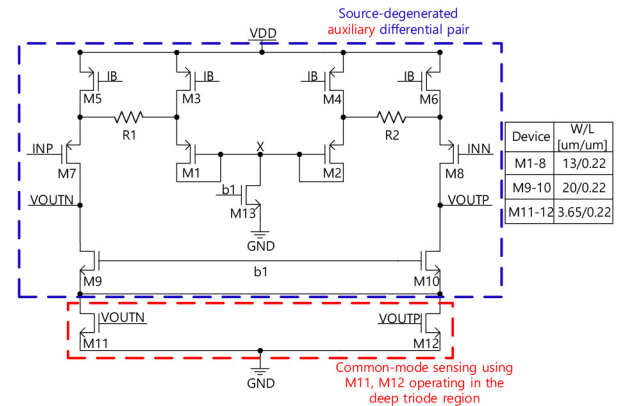 Source-degenerated
auxiliary differential pair
VDD
IB IB IB IB
M5 M3 M4 M6
R1 R2
INP X INN
M7 M1 M2 M8
b1
M13
VOUTN VOUTP
GND
b1
M9 M10
VOUTN VOUTP
M11 M12
GND
Common-mode sensing using
M11, M12 operating in the
deep triode region
Device W/L
[um/um]
M1-8 13/0.22
M9-10 20/0.22
M11-12 3.65/0.22